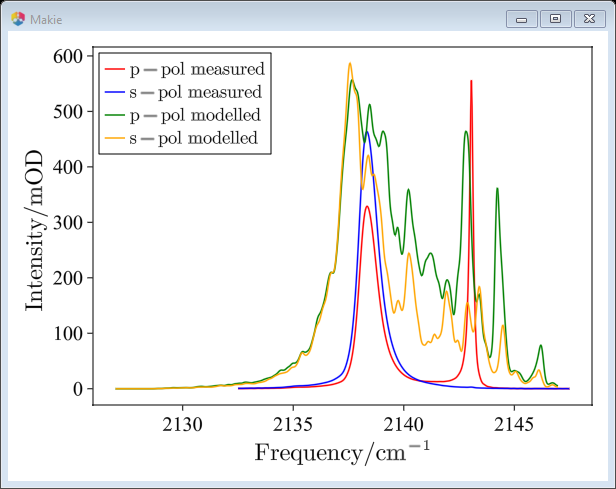 Makie
600
500
400
300
200
100
0
p − pol measured
s − pol measured
p − pol modelled
s − pol modelled
Intensity/mOD
2130 2135 2140 2145
Frequency/cm⁻¹